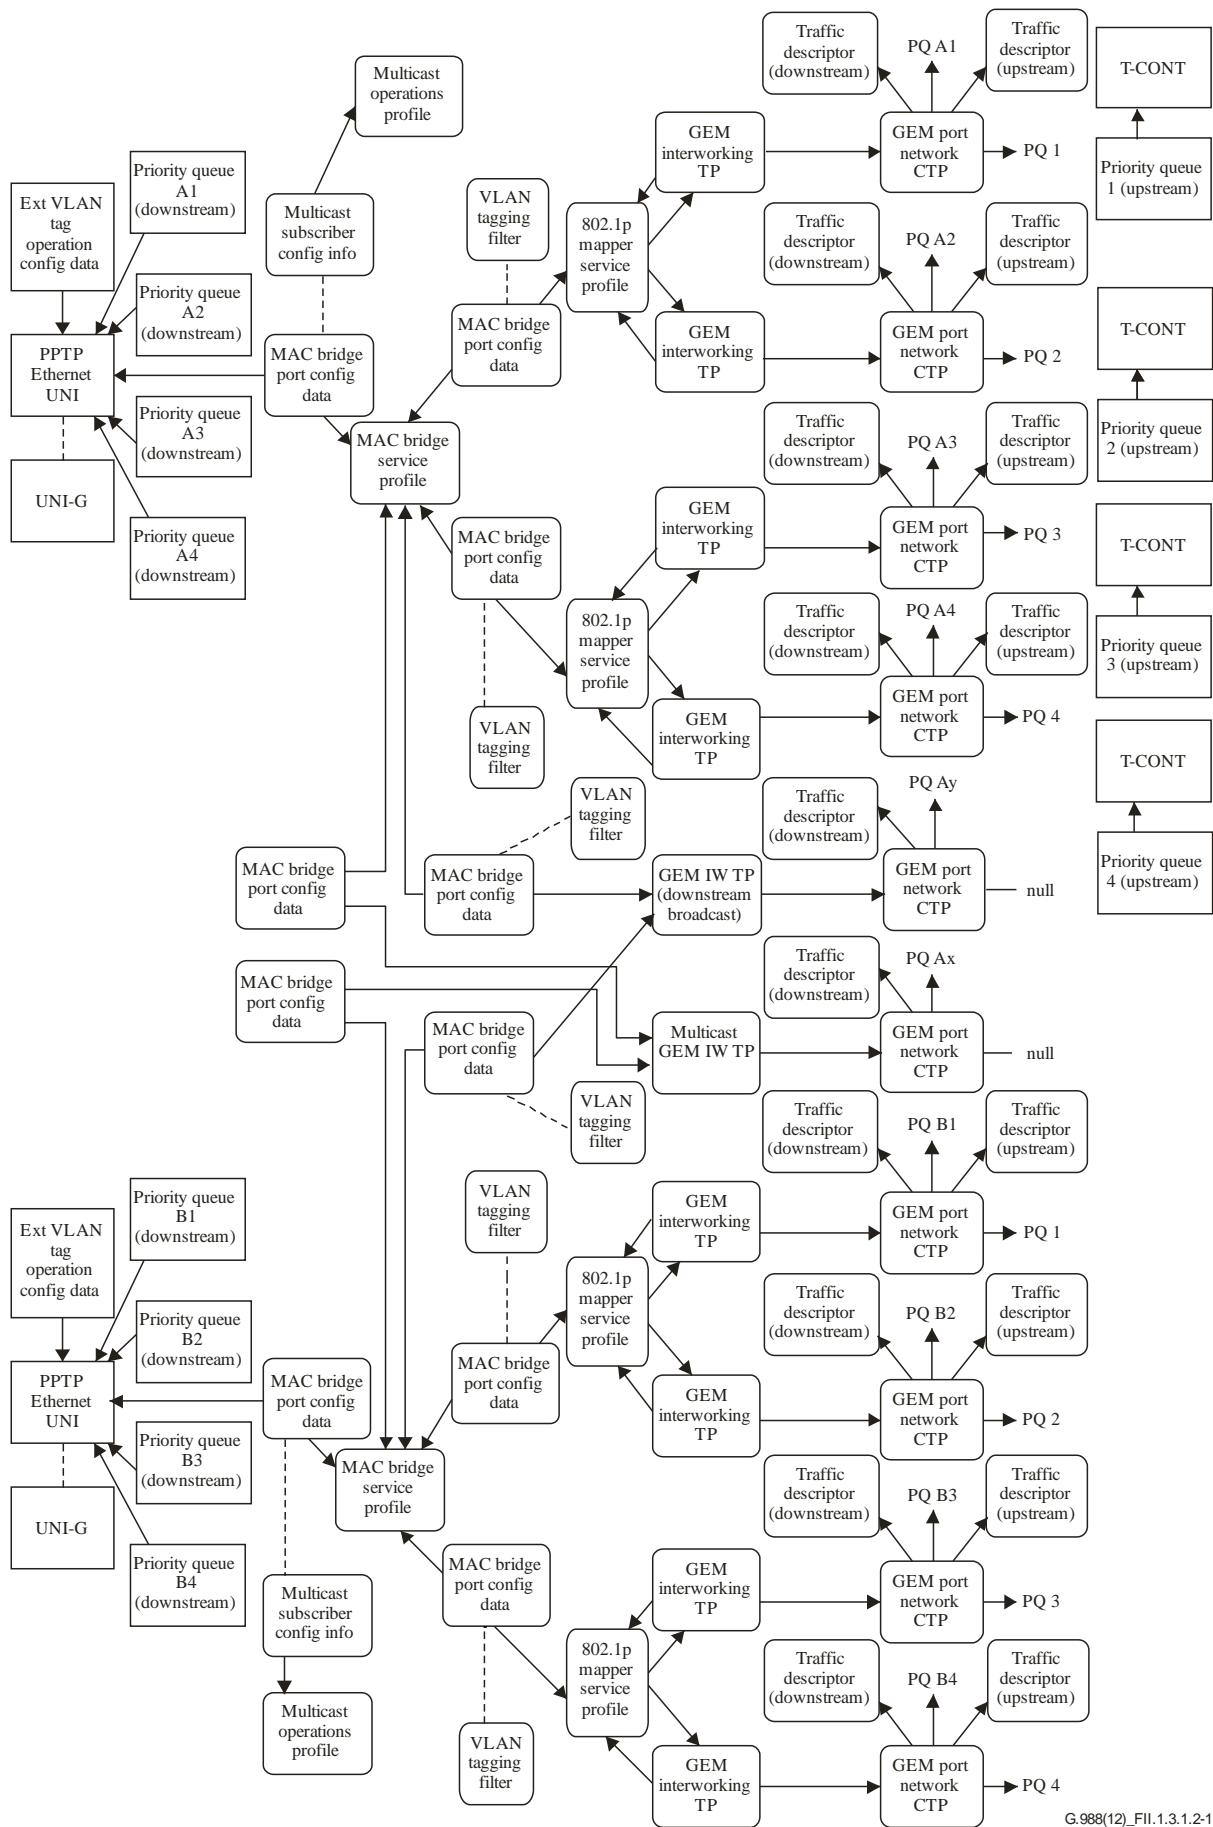 Traffic
descriptor
(downstream)
PQ A1
Traffic
descriptor
(upstream)
T-CONT
Multicast
operations
profile
GEM
interworking
TP
GEM port
network
CTP
PQ 1
Priority queue
1 (upstream)
Priority queue
A1
(downstream)
Ext VLAN
tag
operation
config data
Multicast
subscriber
config info
VLAN
tagging
filter
802.1p
mapper
service
profile
Traffic
descriptor
(downstream)
PQ A2
Traffic
descriptor
(upstream)
Priority queue
A2
(downstream)
MAC bridge
port config
data
MAC bridge
port config
data
GEM
interworking
TP
GEM port
network
CTP
PQ 2
T-CONT
PPTP
Ethernet
UNI
Priority queue
A3
(downstream)
MAC bridge
service
profile
Traffic
descriptor
(downstream)
PQ A3
Traffic
descriptor
(upstream)
Priority queue
2 (upstream)
UNI-G
Priority queue
A4
(downstream)
MAC bridge
port config
data
GEM
interworking
TP
GEM port
network
CTP
PQ 3
T-CONT
802.1p
mapper
service
profile
Traffic
descriptor
(downstream)
PQ A4
Traffic
descriptor
(upstream)
Priority queue
3 (upstream)
VLAN
tagging
filter
GEM
interworking
TP
GEM port
network
CTP
PQ 4
T-CONT
VLAN
tagging
filter
Traffic
descriptor
(downstream)
PQ Ay
MAC bridge
port config
data
MAC bridge
port config
data
GEM IW TP
(downstream
broadcast)
GEM port
network
CTP
null
Priority queue
4 (upstream)
MAC bridge
port config
data
Traffic
descriptor
(downstream)
PQ Ax
MAC bridge
port config
data
Multicast
GEM IW TP
GEM port
network
CTP
null
VLAN
tagging
filter
Traffic
descriptor
(downstream)
PQ B1
Traffic
descriptor
(upstream)
Priority queue
B1
(downstream)
Ext VLAN
tag
operation
config data
VLAN
tagging
filter
GEM
interworking
TP
GEM port
network
CTP
PQ 1
802.1p
mapper
service
profile
Traffic
descriptor
(downstream)
PQ B2
Traffic
descriptor
(upstream)
Priority queue
B2
(downstream)
PPTP
Ethernet
UNI
MAC bridge
port config
data
MAC bridge
port config
data
GEM
interworking
TP
GEM port
network
CTP
PQ 2
Priority queue
B3
(downstream)
MAC bridge
service
profile
Traffic
descriptor
(downstream)
PQ B3
Traffic
descriptor
(upstream)
UNI-G
Priority queue
B4
(downstream)
MAC bridge
port config
data
GEM
interworking
TP
GEM port
network
CTP
PQ 3
Multicast
subscriber
config info
802.1p
mapper
service
profile
Traffic
descriptor
(downstream)
PQ B4
Traffic
descriptor
(upstream)
Multicast
operations
profile
VLAN
tagging
filter
GEM
interworking
TP
GEM port
network
CTP
PQ 4
G.988(12)_FII.1.3.1.2-1